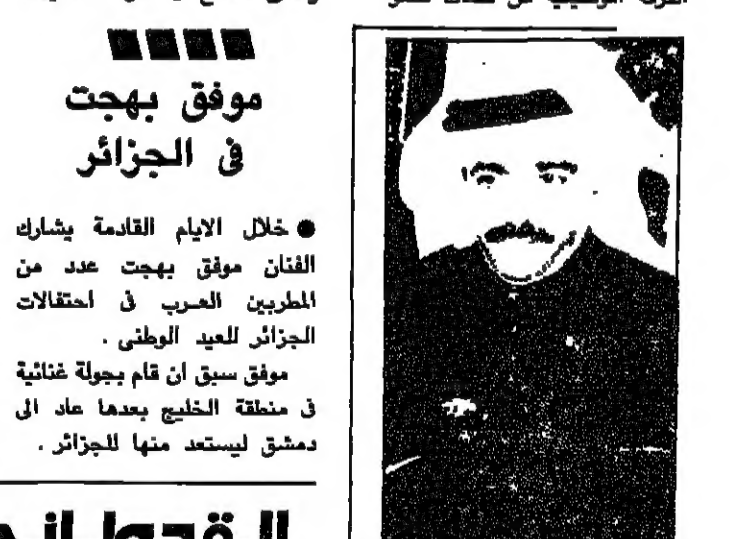 موفق بهجت
فى الجزائر
● خلال الايام القادمة يشارك
الفنان موفق بهجت عدد من
المطربين العرب فى احتفالات
الجزائر للعيد الوطنى .
موفق سبق ان قام بجولة غنائية
فى منطقة الخليج بعدها عاد الى
دمشق ليستعد منها للجزائر .